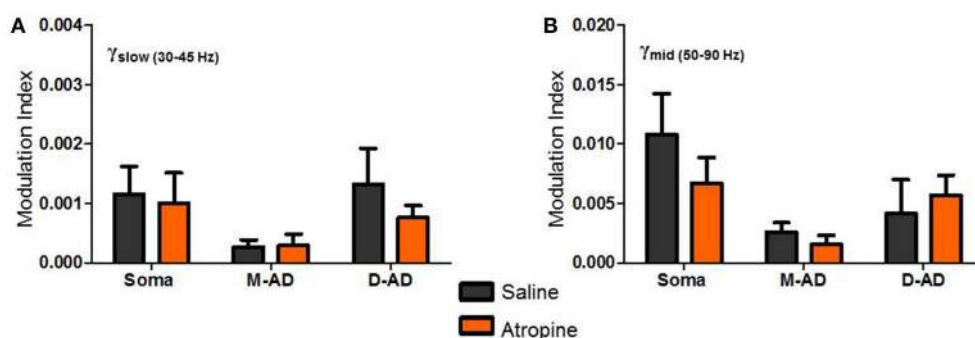 A
γslow (30-45 Hz)
Modulation Index
0.004
0.003
0.002
0.001
0.000
Soma M-AD D-AD
B
γmid (50-90 Hz)
Modulation Index
0.020
0.015
0.010
0.005
0.000
Soma M-AD D-AD
Saline
Atropine